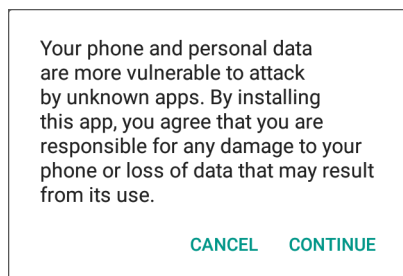 Your phone and personal data
are more vulnerable to attack
by unknown apps. By installing
this app, you agree that you are
responsible for any damage to your
phone or loss of data that may result
from its use.
CANCEL CONTINUE